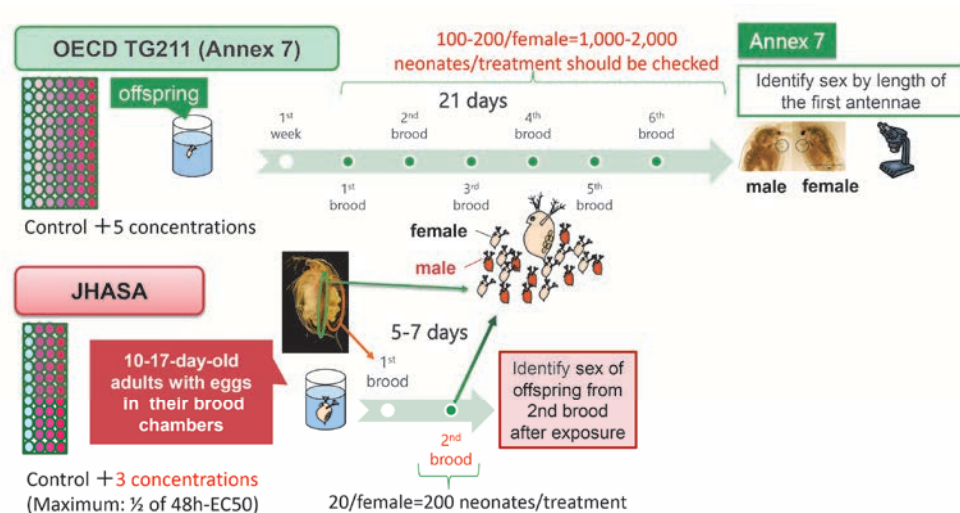 OECD TG211 (Annex 7)
offspring
Control +5 concentrations
100-200/female=1,000-2,000
neonates/treatment should be checked
21 days
1st
week
2nd
brood
4th
brood
6th
brood
1st
brood
3rd
brood
5th
brood
Annex 7
Identify sex by length of
the first antennae
male female
female
male
JHASA
10-17-day-old
adults with eggs
in their brood
chambers
5-7 days
1st
brood
2nd
brood
Identify sex of
offspring from
2nd brood
after exposure
Control +3 concentrations
(Maximum: ½ of 48h-EC50)
20/female=200 neonates/treatment